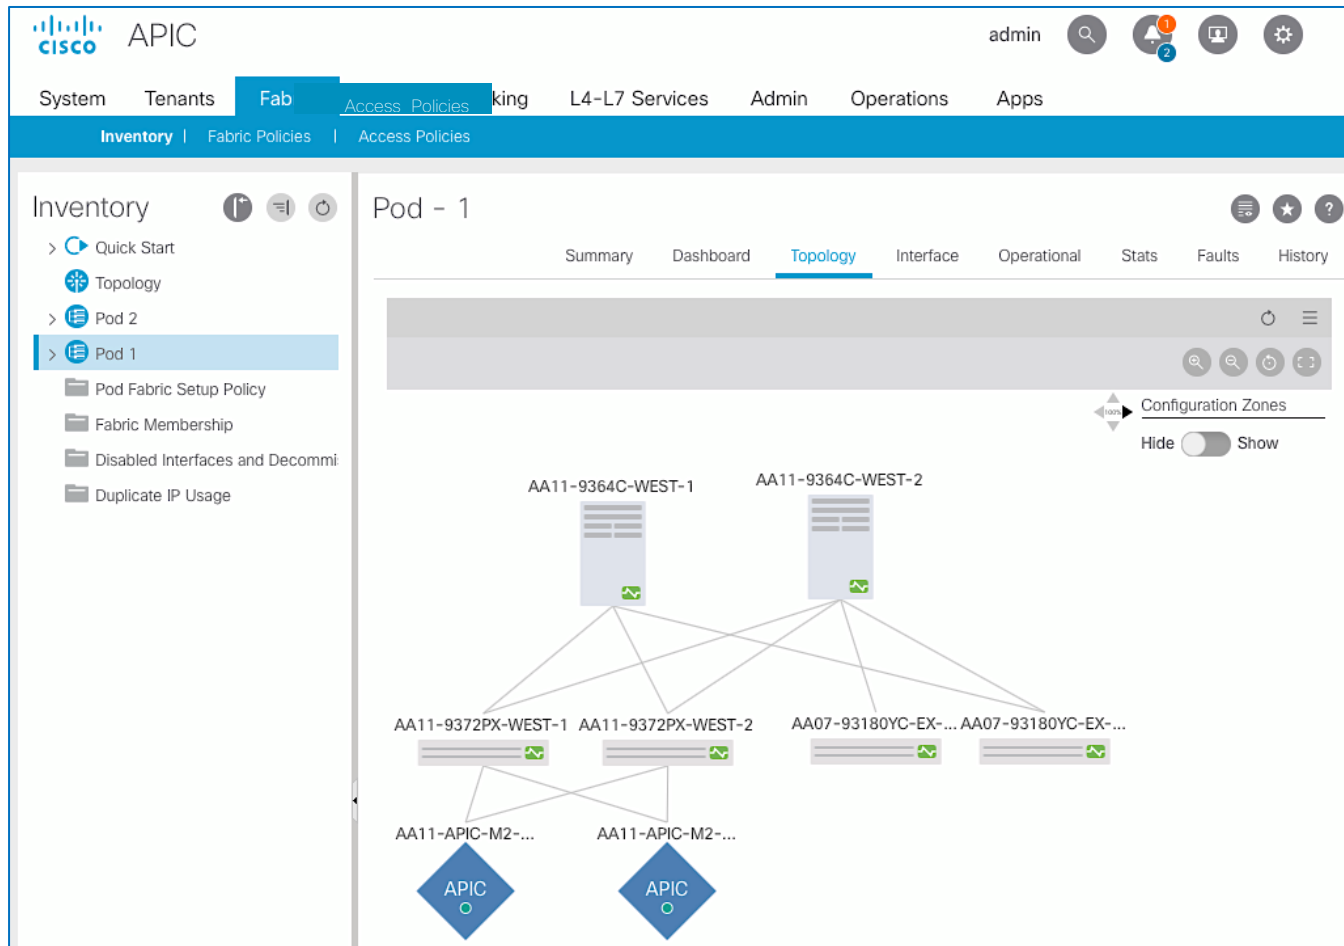 CISCO APIC admin 1 2
System Tenants Fab Access Policies king L4-L7 Services Admin Operations Apps
Inventory | Fabric Policies | Access Policies
Inventory
Quick Start
Topology
Pod 2
Pod 1
Pod Fabric Setup Policy
Fabric Membership
Disabled Interfaces and Decommi
Duplicate IP Usage
Pod - 1 ?
Summary Dashboard Topology Interface Operational Stats Faults History
100% Configuration Zones
Hide Show
AA11-9364C-WEST-1 AA11-9364C-WEST-2
AA11-9372PX-WEST-1 AA11-9372PX-WEST-2 AA07-93180YC-EX-... AA07-93180YC-EX-...
AA11-APIC-M2-... AA11-APIC-M2-...
APIC APIC